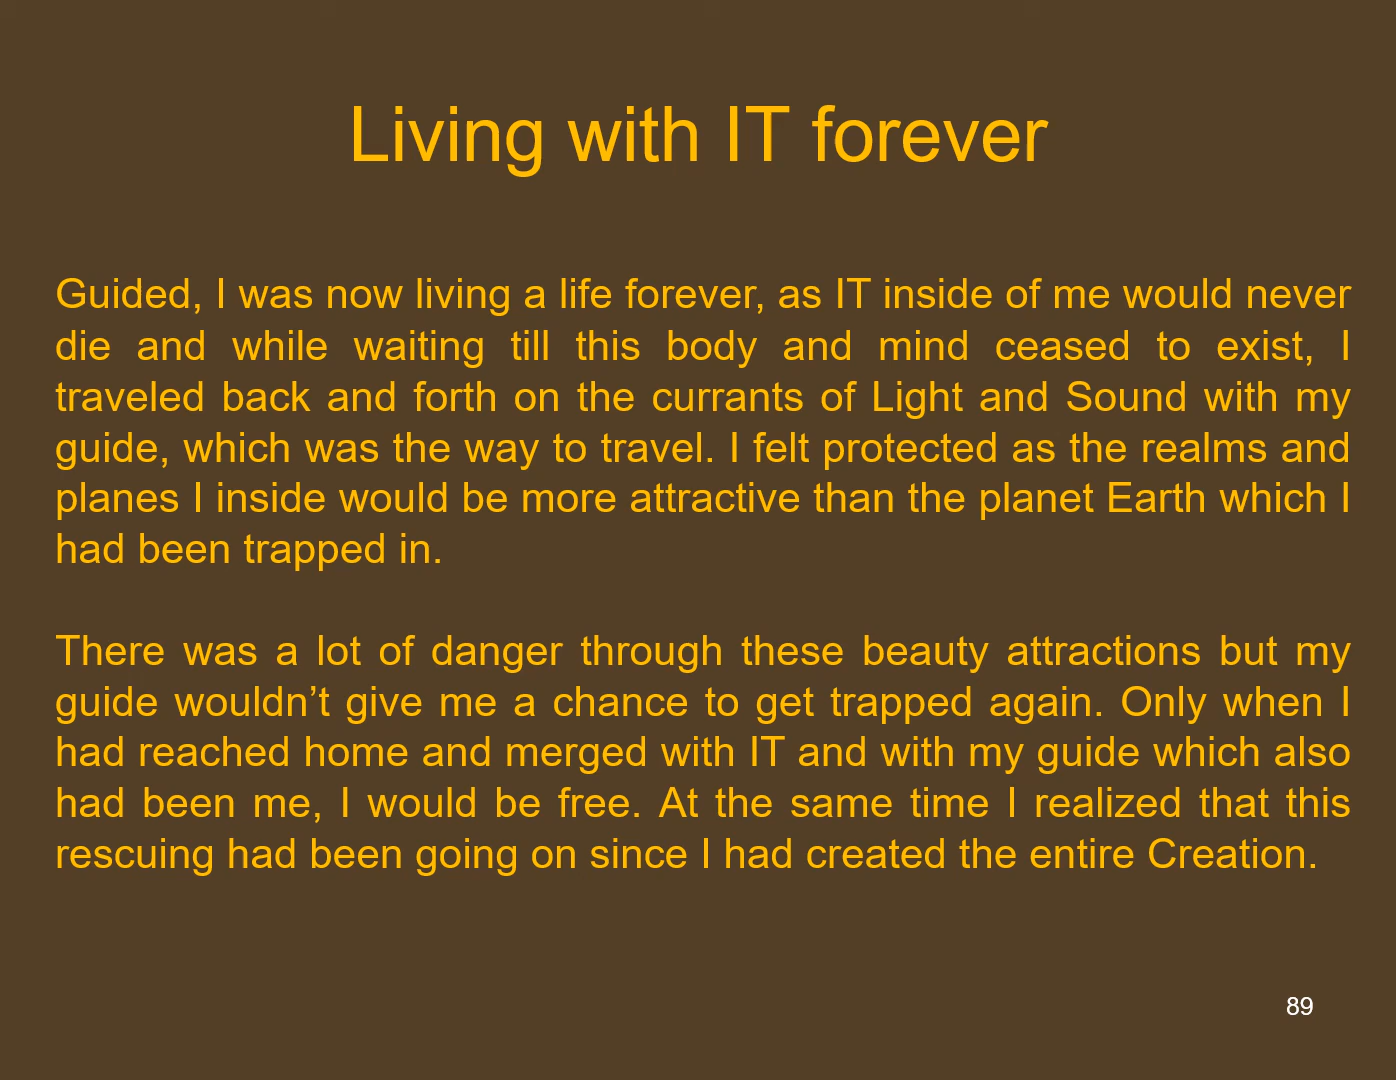 Living with IT forever
Guided, I was now living a life forever, as IT inside of me would never
die and while waiting till this body and mind ceased to exist, I
traveled back and forth on the currants of Light and Sound with my
guide, which was the way to travel. I felt protected as the realms and
planes I inside would be more attractive than the planet Earth which I
had been trapped in.
There was a lot of danger through these beauty attractions but my
guide wouldn’t give me a chance to get trapped again. Only when I
had reached home and merged with IT and with my guide which also
had been me, I would be free. At the same time I realized that this
rescuing had been going on since I had created the entire Creation.
89